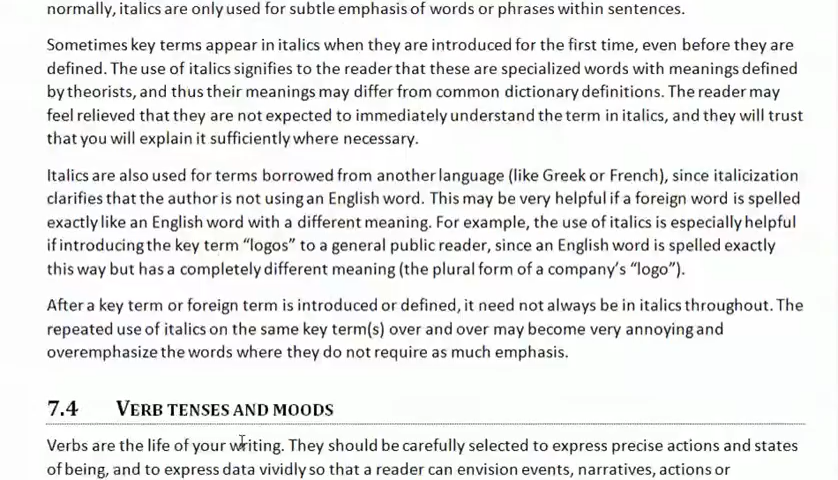 normally, italics are only used for subtle emphasis of words or phrases within sentences.
Sometimes key terms appear in italics when they are introduced for the first time, even before they are
defined. The use of italics signifies to the reader that these are specialized words with meanings defined
by theorists, and thus their meanings may differ from common dictionary definitions. The reader may
feel relieved that they are not expected to immediately understand the term in italics, and they will trust
that you will explain it sufficiently where necessary.
Italics are also used for terms borrowed from another language (like Greek or French), since italicization
clarifies that the author is not using an English word. This may be very helpful if a foreign word is spelled
exactly like an English word with a different meaning. For example, the use of italics is especially helpful
if introducing the key term “logos” to a general public reader, since an English word is spelled exactly
this way but has a completely different meaning (the plural form of a company’s “logo”).
After a key term or foreign term is introduced or defined, it need not always be in italics throughout. The
repeated use of italics on the same key term(s) over and over may become very annoying and
overemphasize the words where they do not require as much emphasis.
7.4 VERB TENSES AND MOODS
Verbs are the life of your writing. They should be carefully selected to express precise actions and states
of being, and to express data vividly so that a reader can envision events, narratives, actions or